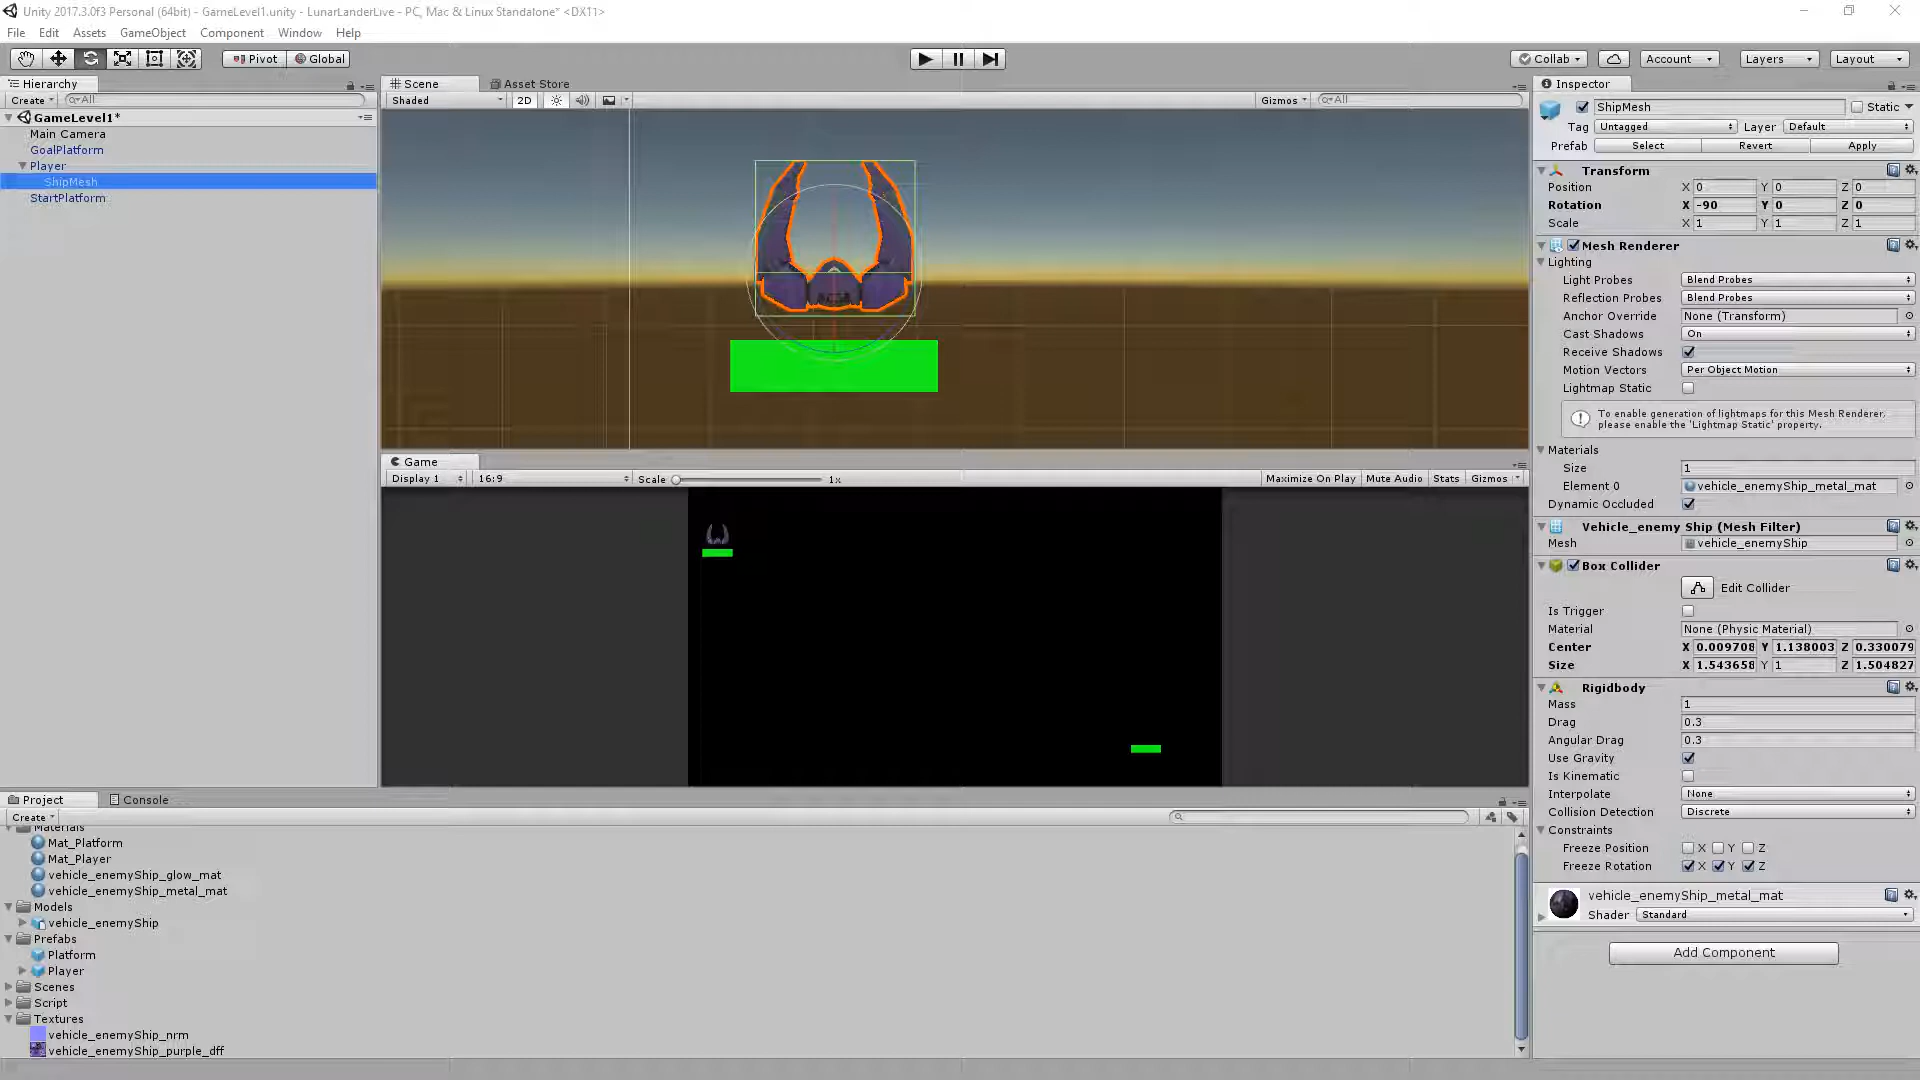 Unity 2017.3.0f3 Personal (64bit) - GameLevel1.unity - LunarLanderLive - PC, Mac & Linux Standalone* <DX11>
File Edit Assets GameObject Component Window Help
Pivot Global Collab Account Layers Layout
Hierarchy
Create All
GameLevel1*
Main Camera
GoalPlatform
Player
ShipMesh
StartPlatform
Scene Asset Store
Shaded 2D Gizmos All
Game
Display 1 16:9 Scale 1x Maximize On Play Mute Audio Stats Gizmos
Inspector
ShipMesh Static
Tag Untagged Layer Default
Prefab Select Revert Apply
Transform
Position X 0 Y 0 Z 0
Rotation X -90 Y 0 Z 0
Scale X 1 Y 1 Z 1
Mesh Renderer
Lighting
Light Probes Blend Probes
Reflection Probes Blend Probes
Anchor Override None (Transform)
Cast Shadows On
Receive Shadows
Motion Vectors Per Object Motion
Lightmap Static
To enable generation of lightmaps for this Mesh Renderer,
please enable the 'Lightmap Static' property.
Materials
Size 1
Element 0 vehicle_enemyShip_metal_mat
Dynamic Occluded
Vehicle_enemy Ship (Mesh Filter)
Mesh vehicle_enemyShip
Box Collider
Edit Collider
Is Trigger
Material None (Physic Material)
Center X 0.009708 Y 1.138003 Z 0.330079
Size X 1.543658 Y 1 Z 1.504827
Rigidbody
Mass 1
Drag 0.3
Angular Drag 0.3
Use Gravity
Is Kinematic
Interpolate None
Collision Detection Discrete
Constraints
Freeze Position X Y Z
Freeze Rotation X Y Z
vehicle_enemyShip_metal_mat
Shader Standard
Add Component
Project Console
Create
Materials
Mat_Platform
Mat_Player
vehicle_enemyShip_glow_mat
vehicle_enemyShip_metal_mat
Models
vehicle_enemyShip
Prefabs
Platform
Player
Scenes
Script
Textures
vehicle_enemyShip_nrm
vehicle_enemyShip_purple_dff